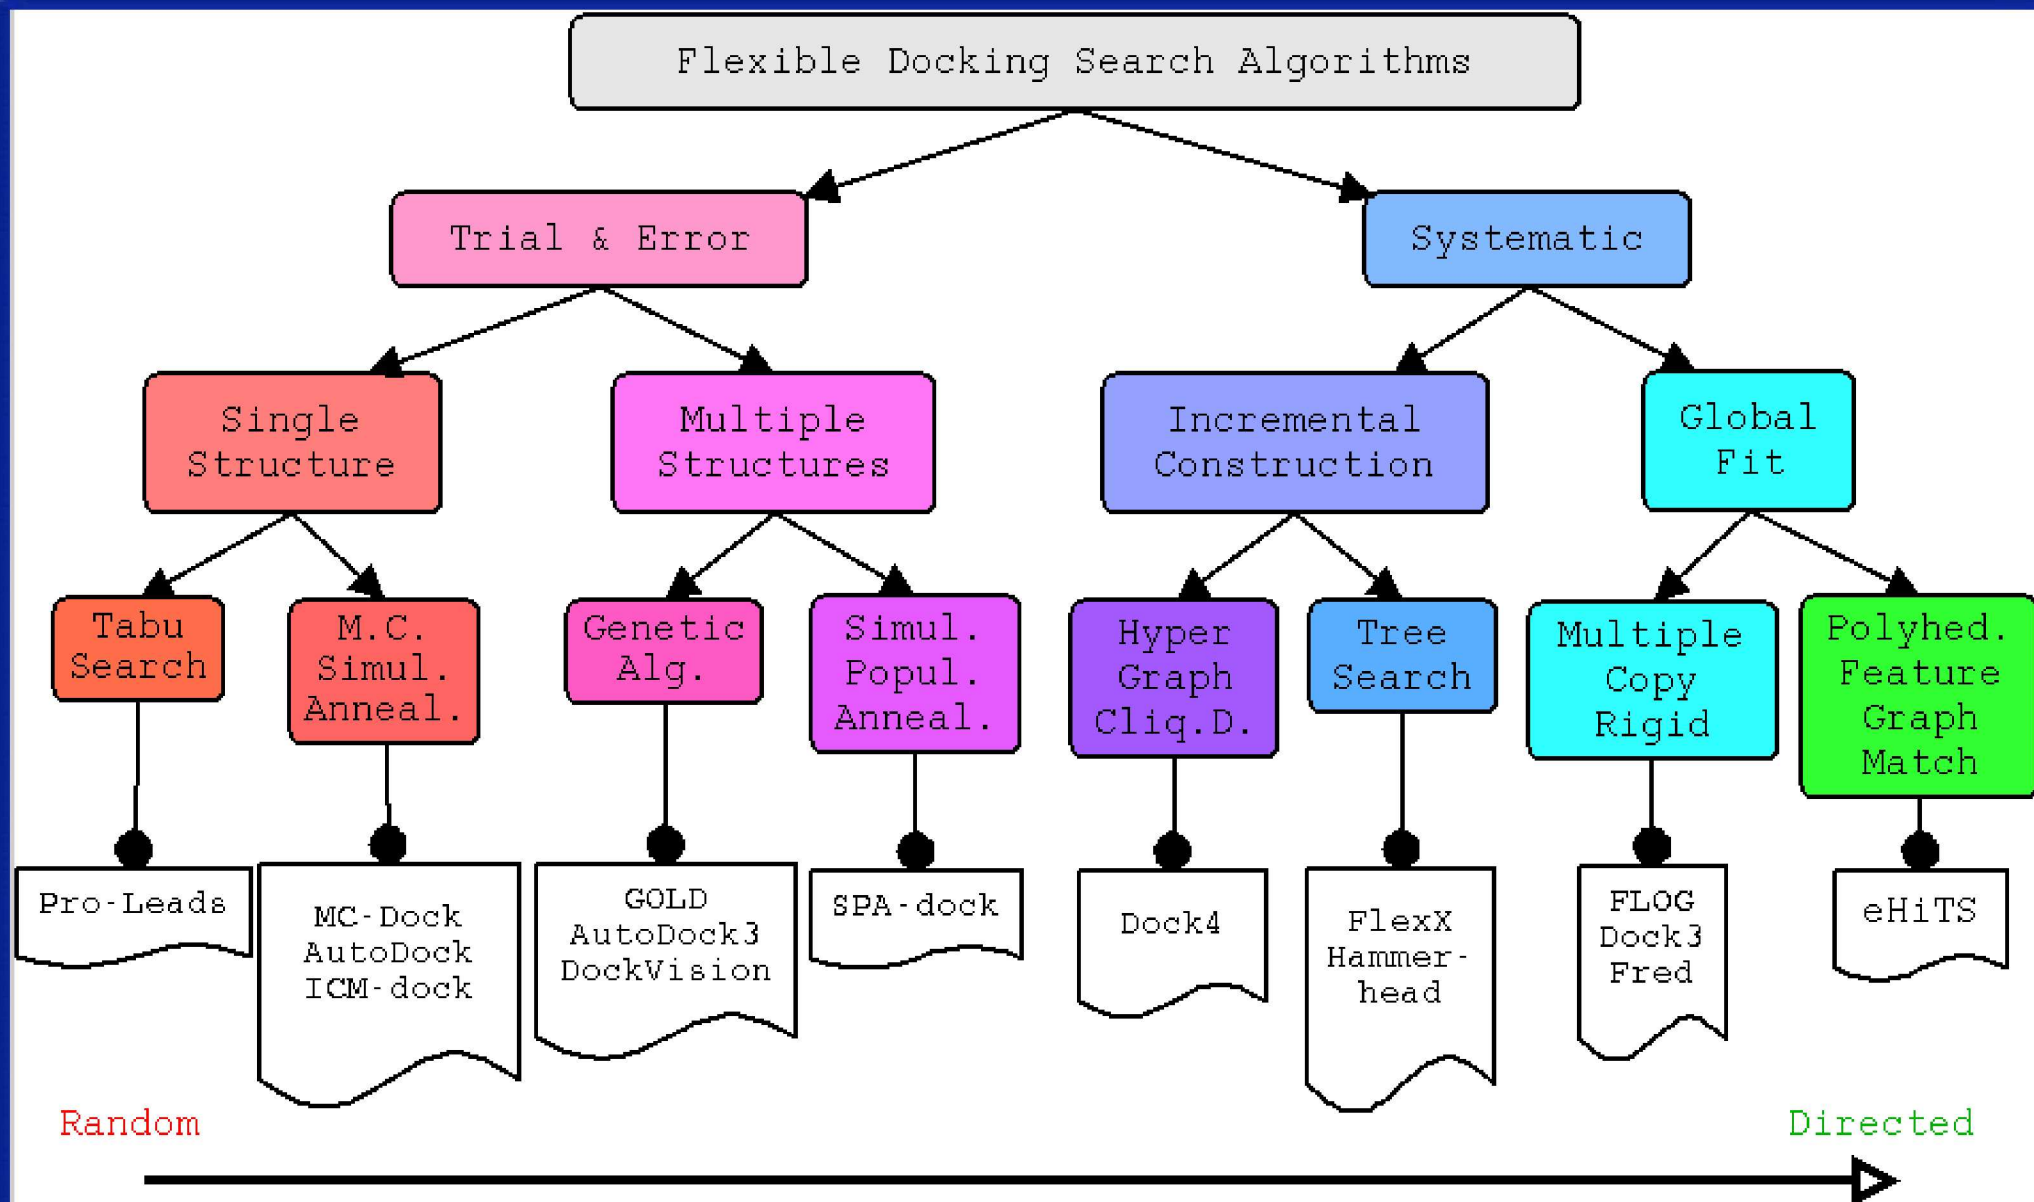 Flexible Docking Search Algorithms
Trial & Error
Systematic
Single
Structure
Multiple
Structures
Incremental
Construction
Global
Fit
Tabu
Search
M.C.
Simul.
Anneal.
Genetic
Alg.
Simul.
Popul.
Anneal.
Hyper
Graph
Cliq.D.
Tree
Search
Multiple
Copy
Rigid
Polyhed.
Feature
Graph
Match
Pro-Leads
MC-Dock
AutoDock
ICM-dock
GOLD
AutoDock3
DockVision
SPA-dock
Dock4
FlexX
Hammer-
head
FLOG
Dock3
Fred
eHiTS
Random
Directed